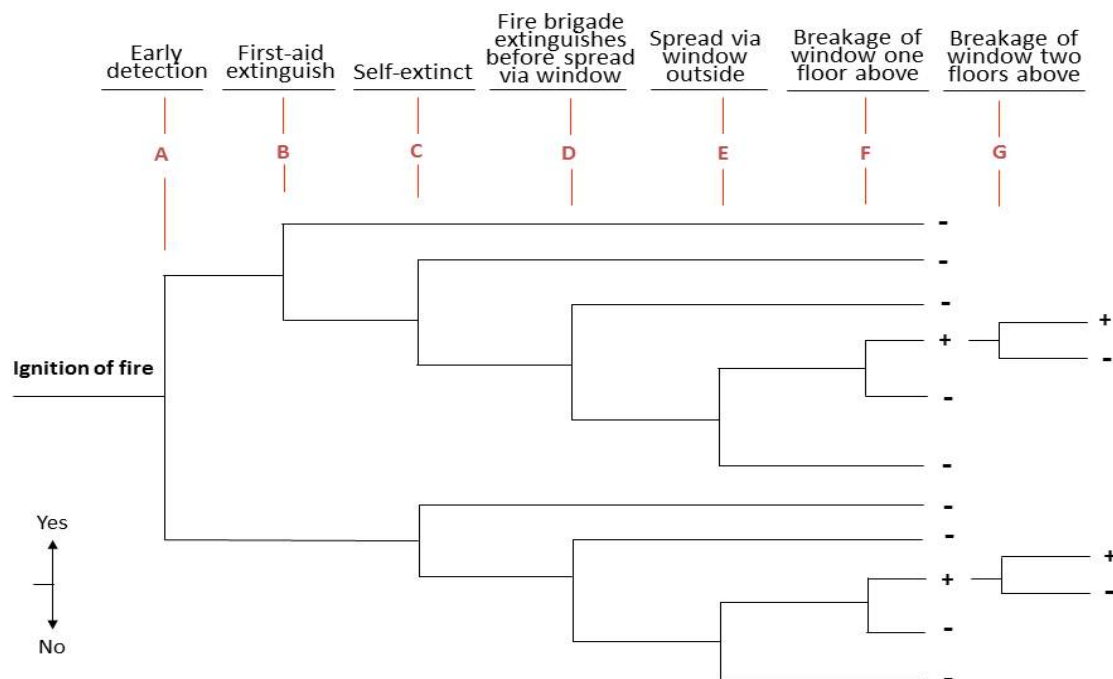 Early
detection
First-aid
extinguish
Self-extinct
Fire brigade
extinguishes
before spread
via window
Spread via
window
outside
Breakage of
window one
floor above
Breakage of
window two
floors above
A
B
C
D
E
F
G
-
-
-
+
+
-
Ignition of fire
-
-
-
-
+
+
-
-
-
Yes
No